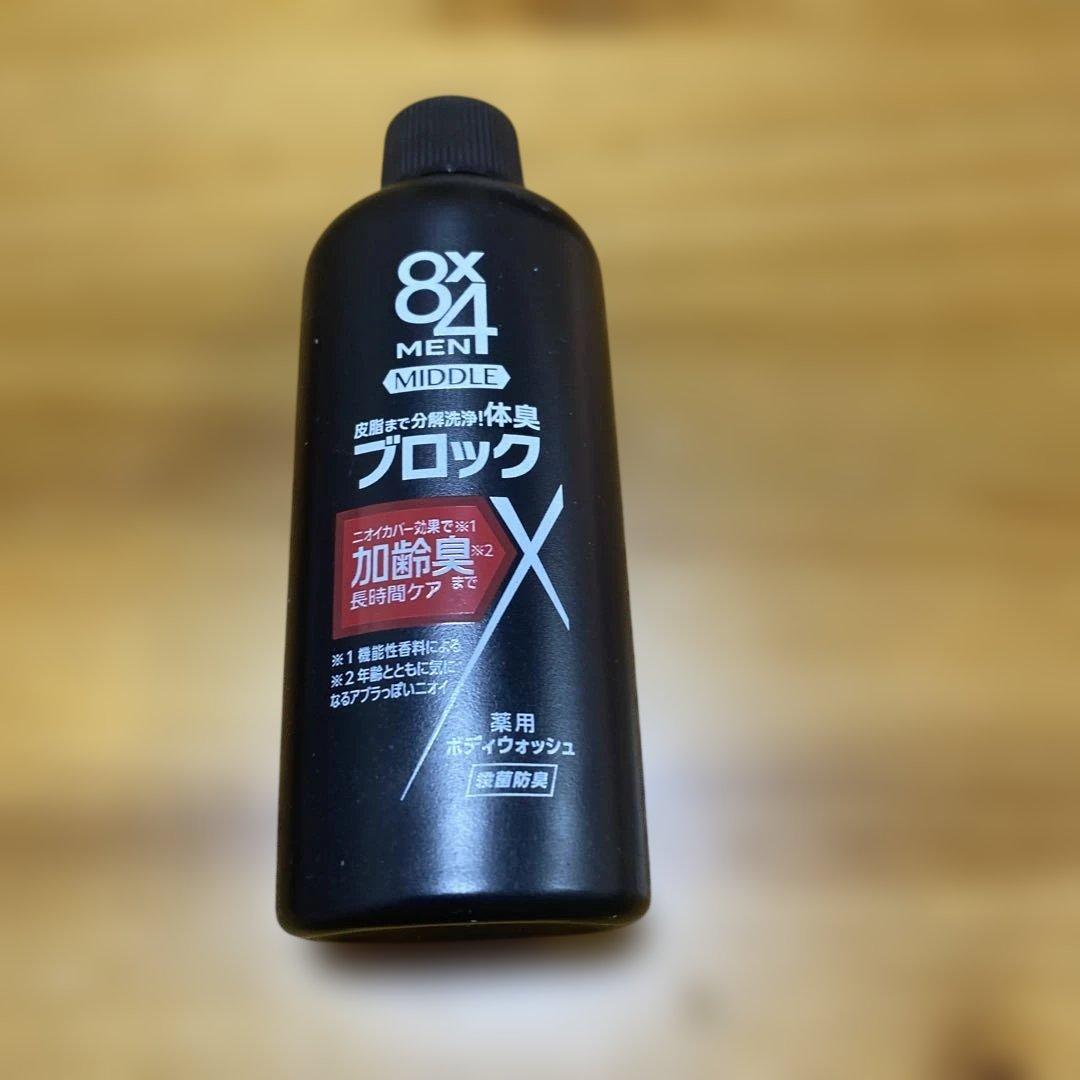 8x4
MEN
MIDDLE
皮脂まで分解洗浄!体臭
ブロック
X
ニオイカバー効果で※1
加齢臭※2
まで
長時間ケア
※1 機能性香料による
※2 年齢とともに気に
なるアブラっぽいニオイ
薬用
ボディウォッシュ
殺菌防臭